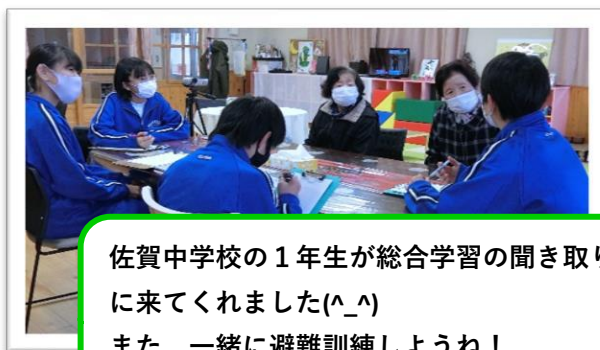 佐賀中学校の１年生が総合学習の聞き取り
に来てくれました(^_^)
また、一緒に避難訓練しようね！